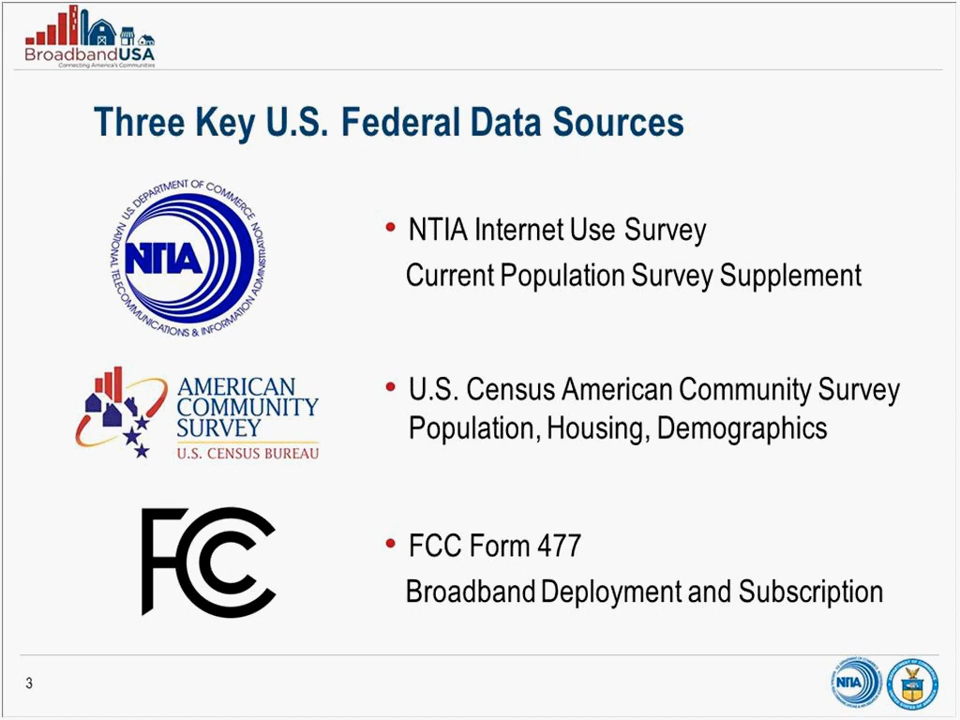 BroadbandUSA
Connecting America's Communities
Three Key U.S. Federal Data Sources
NATIONAL TELECOMMUNICATIONS & INFORMATION ADMINISTRATION
U.S. DEPARTMENT OF COMMERCE
NTIA
• NTIA Internet Use Survey
Current Population Survey Supplement
AMERICAN
COMMUNITY
SURVEY
U.S. CENSUS BUREAU
• U.S. Census American Community Survey
Population, Housing, Demographics
FCC
• FCC Form 477
Broadband Deployment and Subscription
3
NTIA